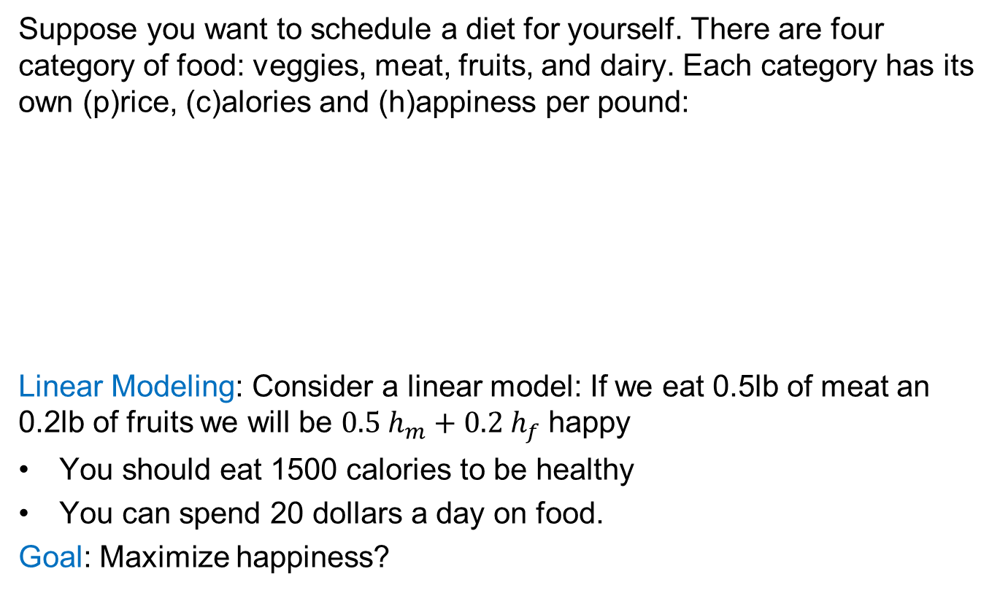 Suppose you want to schedule a diet for yourself. There are four
category of food: veggies, meat, fruits, and dairy. Each category has its
own (p)rice, (c)alories and (h)appiness per pound:
Linear Modeling: Consider a linear model: If we eat 0.5lb of meat an
0.2lb of fruits we will be 0.5 hₘ + 0.2 h_f happy
• You should eat 1500 calories to be healthy
• You can spend 20 dollars a day on food.
Goal: Maximize happiness?